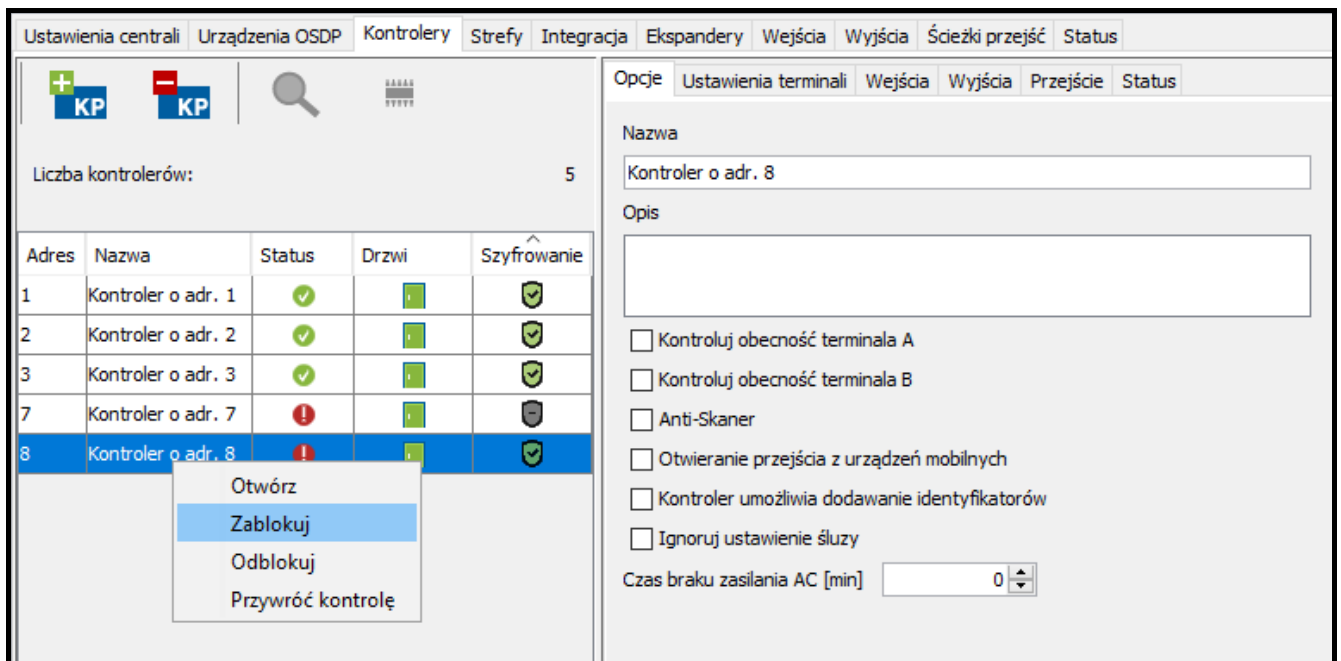 Ustawienia centrali Urządzenia OSDP Kontrolery Strefy Integracja Ekspandery Wejścia Wyjścia Ścieżki przejść Status
KP KP
Liczba kontrolerów: 5
Adres Nazwa Status Drzwi Szyfrowanie
1 Kontroler o adr. 1
2 Kontroler o adr. 2
3 Kontroler o adr. 3
7 Kontroler o adr. 7
8 Kontroler o adr. 8
Otwórz
Zablokuj
Odblokuj
Przywróć kontrolę
Opcje Ustawienia terminali Wejścia Wyjścia Przejście Status
Nazwa
Kontroler o adr. 8
Opis
Kontroluj obecność terminala A
Kontroluj obecność terminala B
Anti-Skaner
Otwieranie przejścia z urządzeń mobilnych
Kontroler umożliwia dodawanie identyfikatorów
Ignoruj ustawienie śluzy
Czas braku zasilania AC [min] 0